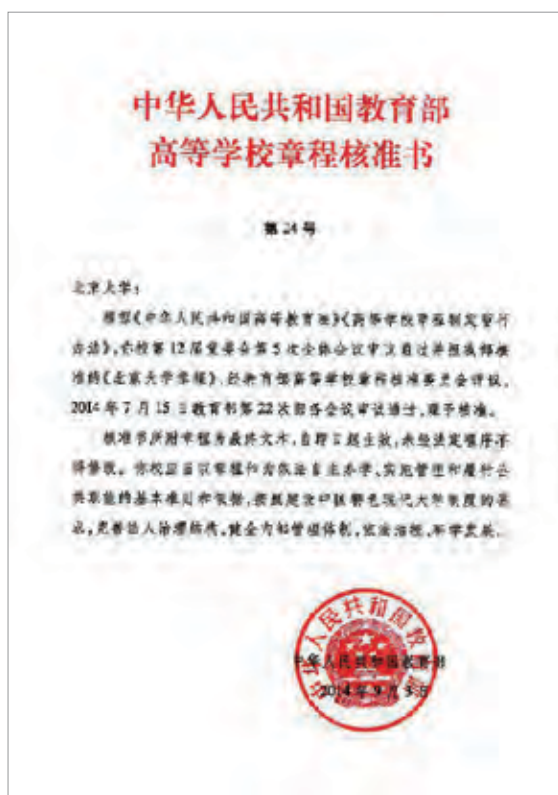 中华人民共和国教育部
高等学校章程核准书
第 24 号
北京大学：
根据《中华人民共和国高等教育法》《高等学校章程制定暂行
办法》，你校第12届党委会第5次全体会议审议通过并报我部核
准的《北京大学章程》，经教育部高等学校章程核准委员会评议，
2014年7月15日教育部第22次部务会议审议通过，现予核准。
核准书所附章程为最终文本，自即日起生效，未经法定程序不
得修改。你校应当以章程作为依法自主办学、实施管理和履行公
共职能的基本准则和依据，按照建设中国特色现代大学制度的要
求，完善法人治理结构，健全内部管理体制，依法治校、科学发展。
中华人民共和国教育部
中华人民共和国教育部
2014年9月3日